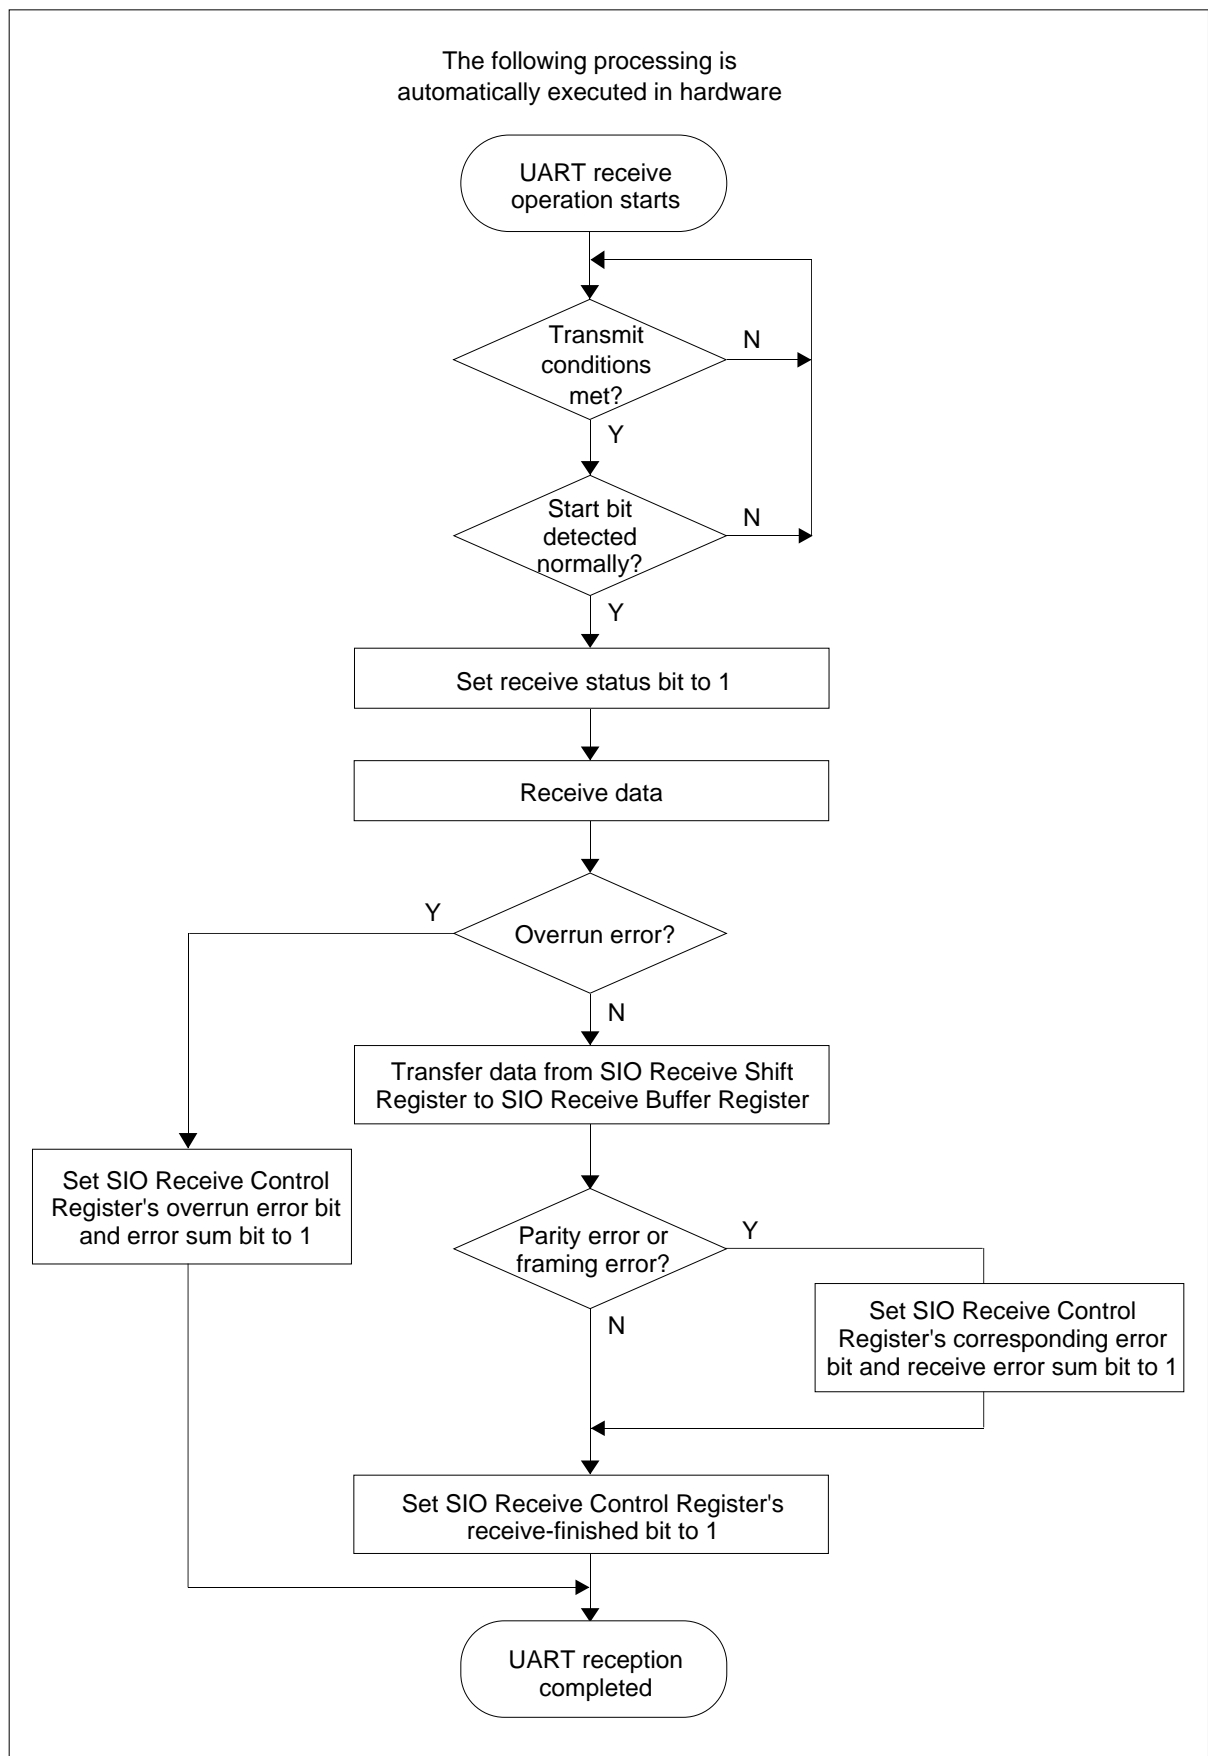 The following processing is
automatically executed in hardware
UART receive
operation starts
Transmit
conditions
met?
N
Y
Start bit
detected
normally?
N
Y
Set receive status bit to 1
Receive data
Y
Overrun error?
N
Transfer data from SIO Receive Shift
Register to SIO Receive Buffer Register
Set SIO Receive Control
Register's overrun error bit
and error sum bit to 1
Parity error or
framing error?
Y
N
Set SIO Receive Control
Register's corresponding error
bit and receive error sum bit to 1
Set SIO Receive Control Register's
receive-finished bit to 1
UART reception
completed